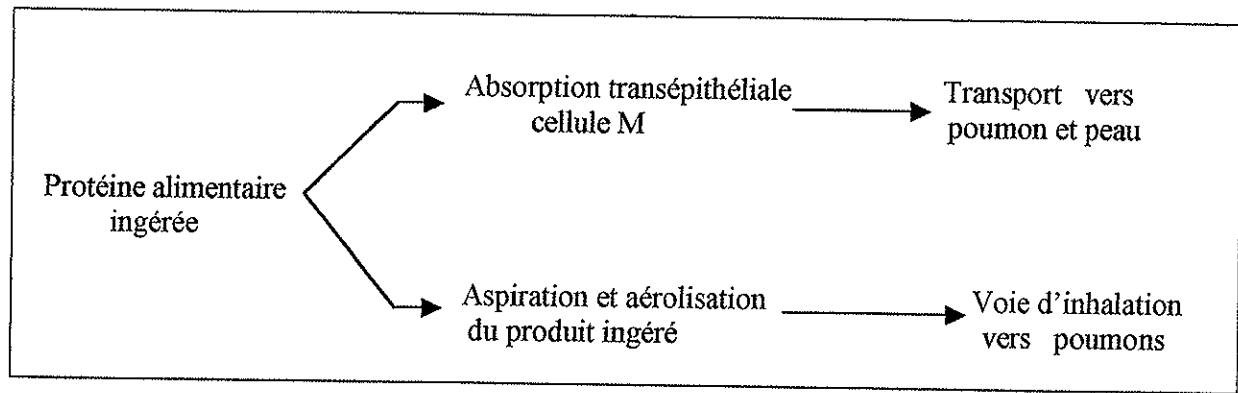 Absorption transépithéliale
cellule M
Transport vers
poumon et peau
Protéine alimentaire
ingérée
Aspiration et aérolisation
du produit ingéré
Voie d'inhalation
vers poumons